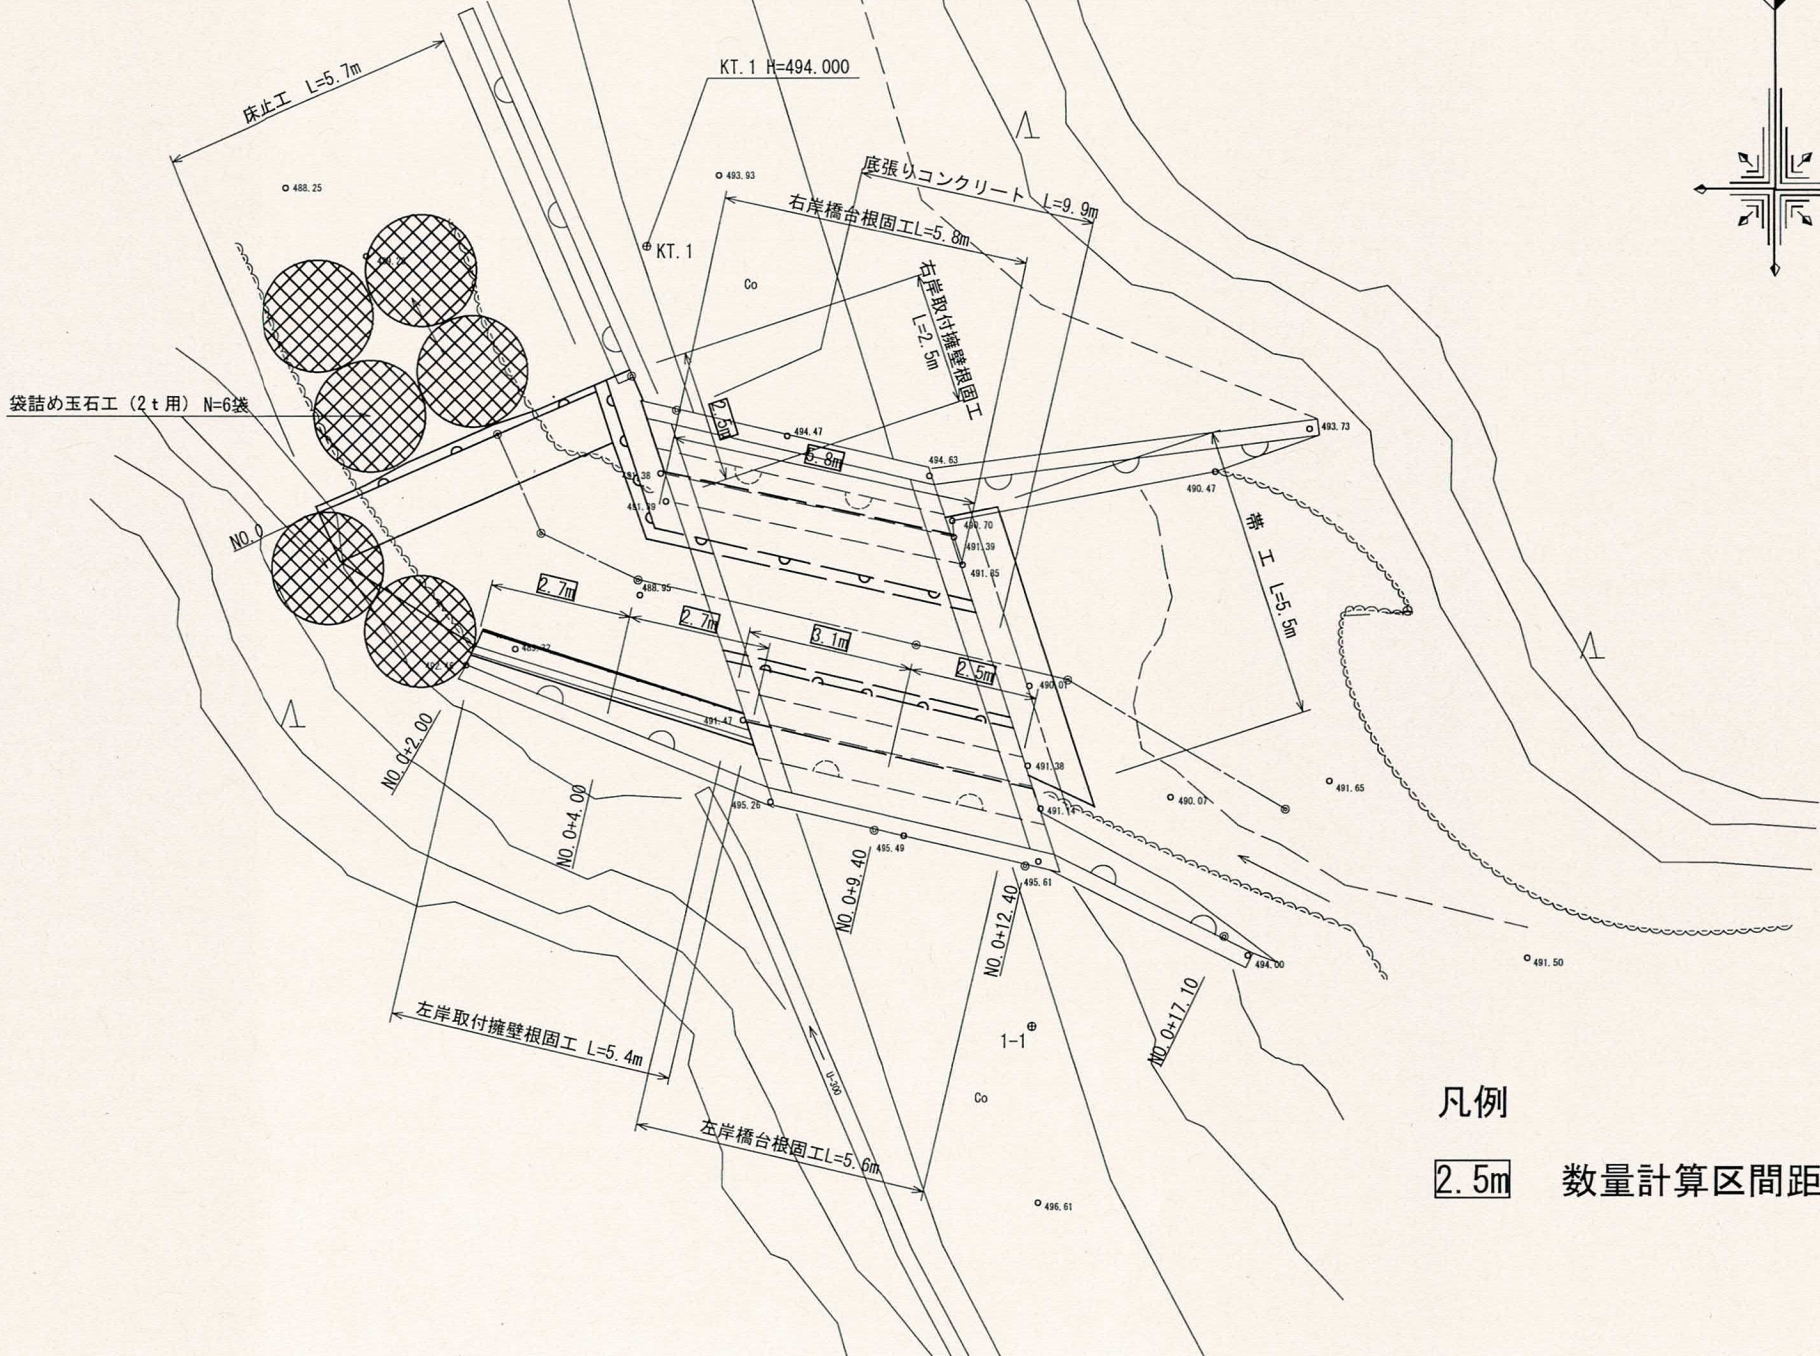 床止工 L=5.7m
KT.1 H=494.000
488.25
493.93
底張りコンクリート L=9.9m
右岸橋台根固工L=5.8m
KT.1
Co
右岸取付擁壁根固工
L=2.5m
袋詰め玉石工(2t用) N=6袋
2.5m
494.47
5.8m
494.63
493.73
490.47
491.38
491.39
490.70
491.39
491.65
NO.0
帯 工 L=5.5m
2.7m
488.95
2.7m
3.1m
2.5m
490.01
491.47
491.38
491.65
490.07
NO.0+2.00
495.26
491.14
NO.0+4.00
495.49
NO.0+9.40
495.61
NO.0+12.40
494.00
491.50
左岸取付擁壁根固工 L=5.4m
NO.0+17.10
1-1
U-300
Co
左岸橋台根固工L=5.6m
496.61
凡例
2.5m 数量計算区間距